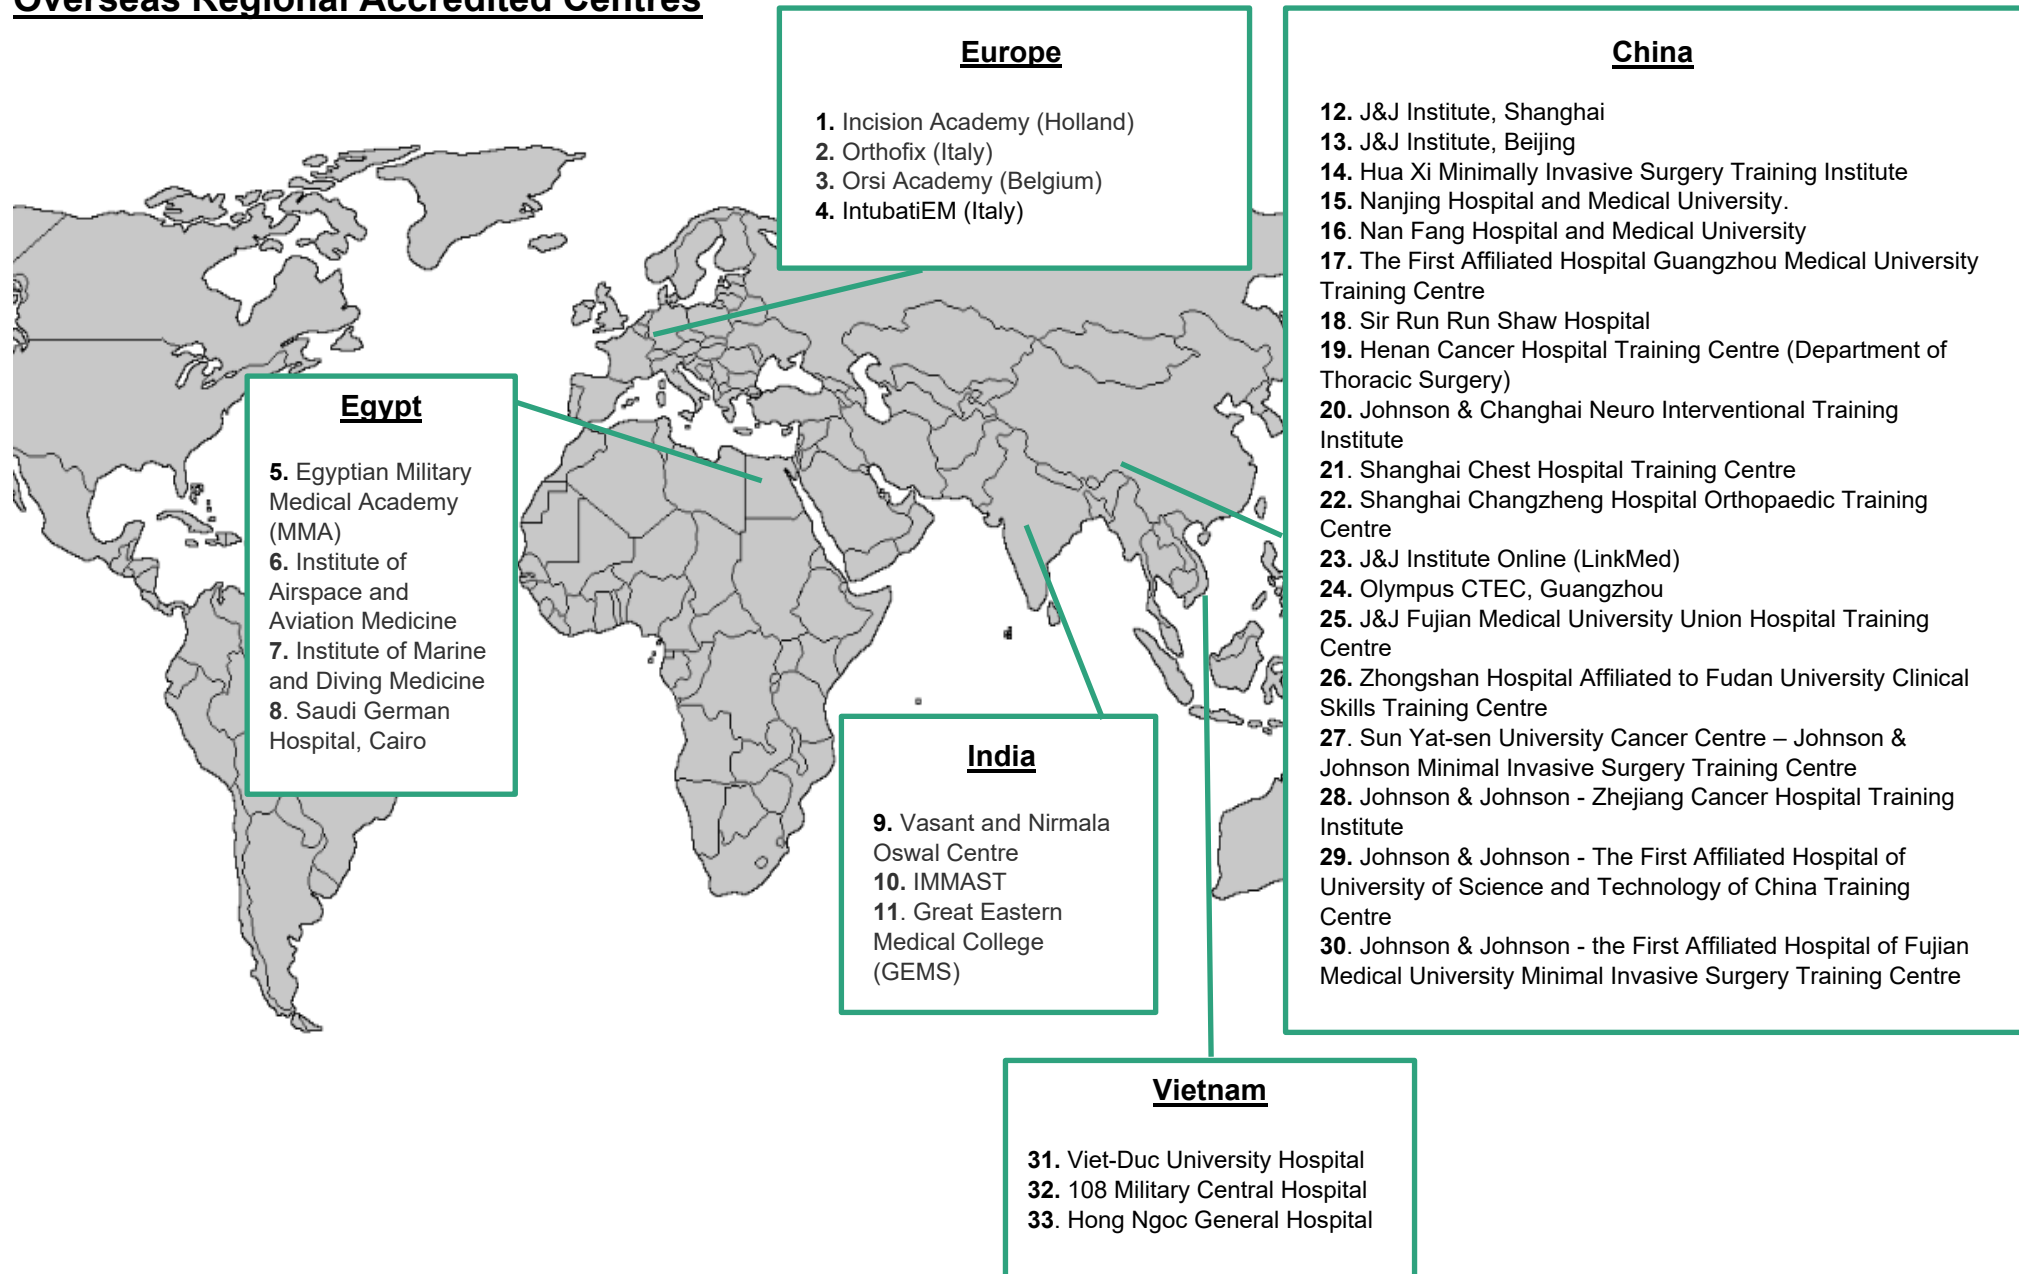 Overseas Regional Accredited Centres
Europe
1. Incision Academy (Holland)
2. Orthofix (Italy)
3. Orsi Academy (Belgium)
4. IntubatiEM (Italy)
China
12. J&J Institute, Shanghai
13. J&J Institute, Beijing
14. Hua Xi Minimally Invasive Surgery Training Institute
15. Nanjing Hospital and Medical University.
16. Nan Fang Hospital and Medical University
17. The First Affiliated Hospital Guangzhou Medical University
Training Centre
18. Sir Run Run Shaw Hospital
19. Henan Cancer Hospital Training Centre (Department of
Thoracic Surgery)
20. Johnson & Changhai Neuro Interventional Training
Institute
21. Shanghai Chest Hospital Training Centre
22. Shanghai Changzheng Hospital Orthopaedic Training
Centre
23. J&J Institute Online (LinkMed)
24. Olympus CTEC, Guangzhou
25. J&J Fujian Medical University Union Hospital Training
Centre
26. Zhongshan Hospital Affiliated to Fudan University Clinical
Skills Training Centre
27. Sun Yat-sen University Cancer Centre – Johnson &
Johnson Minimal Invasive Surgery Training Centre
28. Johnson & Johnson - Zhejiang Cancer Hospital Training
Institute
29. Johnson & Johnson - The First Affiliated Hospital of
University of Science and Technology of China Training
Centre
30. Johnson & Johnson - the First Affiliated Hospital of Fujian
Medical University Minimal Invasive Surgery Training Centre
Egypt
5. Egyptian Military
Medical Academy
(MMA)
6. Institute of
Airspace and
Aviation Medicine
7. Institute of Marine
and Diving Medicine
8. Saudi German
Hospital, Cairo
India
9. Vasant and Nirmala
Oswal Centre
10. IMMAST
11. Great Eastern
Medical College
(GEMS)
Vietnam
31. Viet-Duc University Hospital
32. 108 Military Central Hospital
33. Hong Ngoc General Hospital